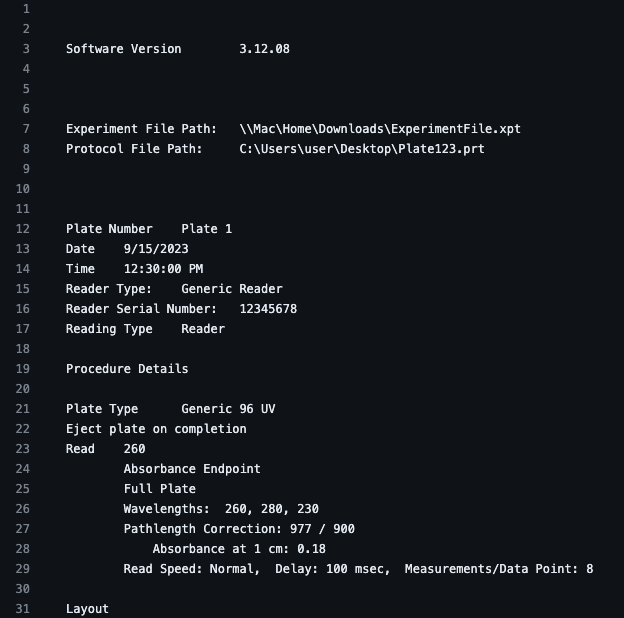 1
2
3 Software Version 3.12.08
4
5
6
7 Experiment File Path: \\Mac\Home\Downloads\ExperimentFile.xpt
8 Protocol File Path: C:\Users\user\Desktop\Plate123.prt
9
10
11
12 Plate Number Plate 1
13 Date 9/15/2023
14 Time 12:30:00 PM
15 Reader Type: Generic Reader
16 Reader Serial Number: 12345678
17 Reading Type Reader
18
19 Procedure Details
20
21 Plate Type Generic 96 UV
22 Eject plate on completion
23 Read 260
24 Absorbance Endpoint
25 Full Plate
26 Wavelengths: 260, 280, 230
27 Pathlength Correction: 977 / 900
28 Absorbance at 1 cm: 0.18
29 Read Speed: Normal, Delay: 100 msec, Measurements/Data Point: 8
30
31 Layout